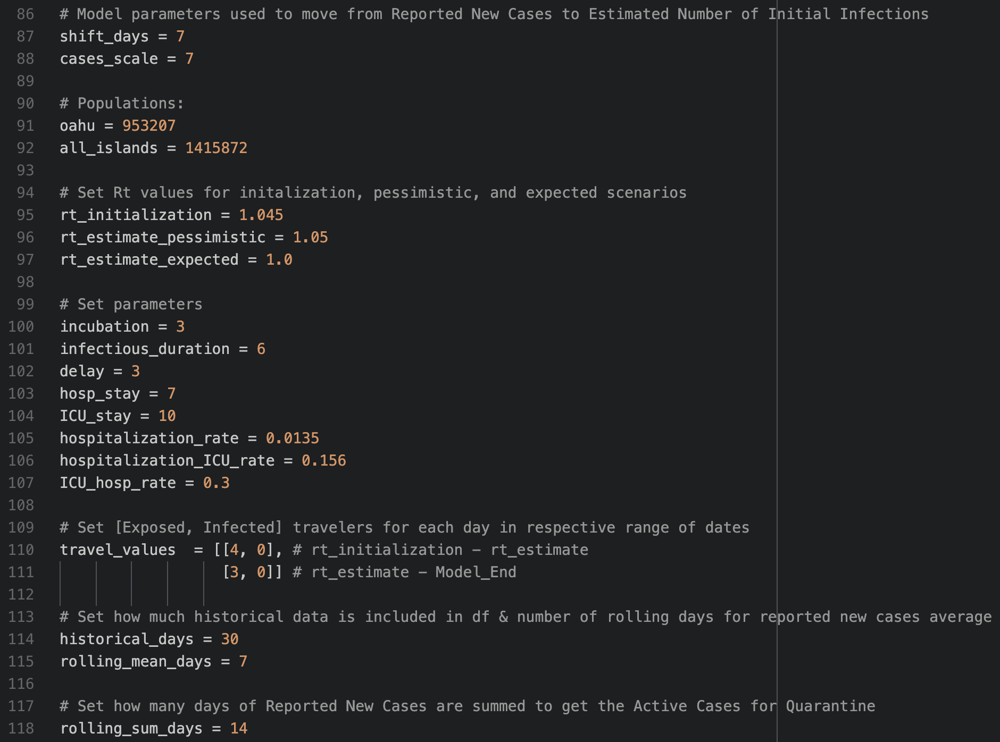 86 # Model parameters used to move from Reported New Cases to Estimated Number of Initial Infections
87 shift_days = 7
88 cases_scale = 7
89
90 # Populations:
91 oahu = 953207
92 all_islands = 1415872
93
94 # Set Rt values for initalization, pessimistic, and expected scenarios
95 rt_initialization = 1.045
96 rt_estimate_pessimistic = 1.05
97 rt_estimate_expected = 1.0
98
99 # Set parameters
100 incubation = 3
101 infectious_duration = 6
102 delay = 3
103 hosp_stay = 7
104 ICU_stay = 10
105 hospitalization_rate = 0.0135
106 hospitalization_ICU_rate = 0.156
107 ICU_hosp_rate = 0.3
108
109 # Set [Exposed, Infected] travelers for each day in respective range of dates
110 travel_values  = [[4, 0], # rt_initialization – rt_estimate
111                   [3, 0]] # rt_estimate – Model_End
112
113 # Set how much historical data is included in df & number of rolling days for reported new cases average
114 historical_days = 30
115 rolling_mean_days = 7
116
117 # Set how many days of Reported New Cases are summed to get the Active Cases for Quarantine
118 rolling_sum_days = 14